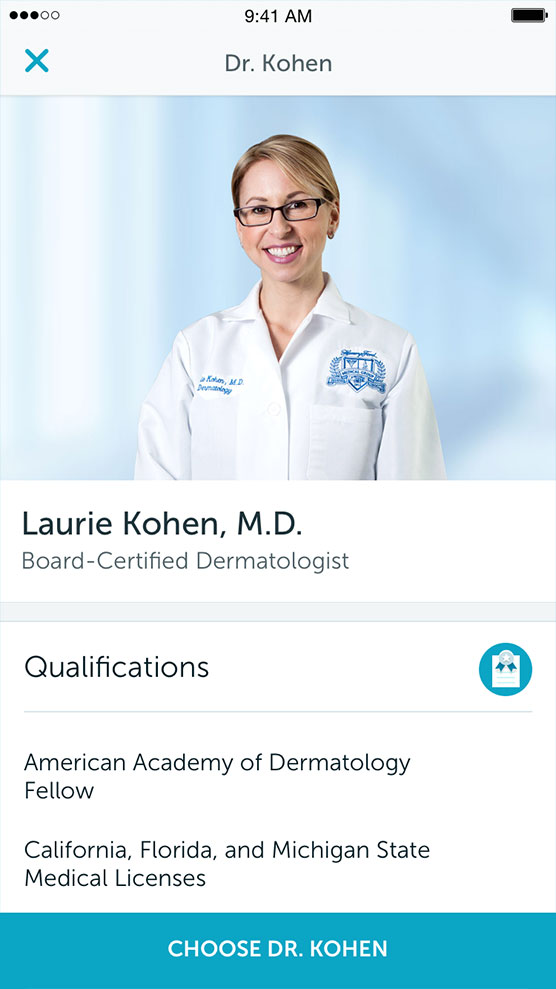 9:41 AM
Dr. Kohen
Kohen, M.D.
Dermatology
Laurie Kohen, M.D.
Board-Certified Dermatologist
Qualifications
American Academy of Dermatology
Fellow
California, Florida, and Michigan State
Medical Licenses
CHOOSE DR. KOHEN